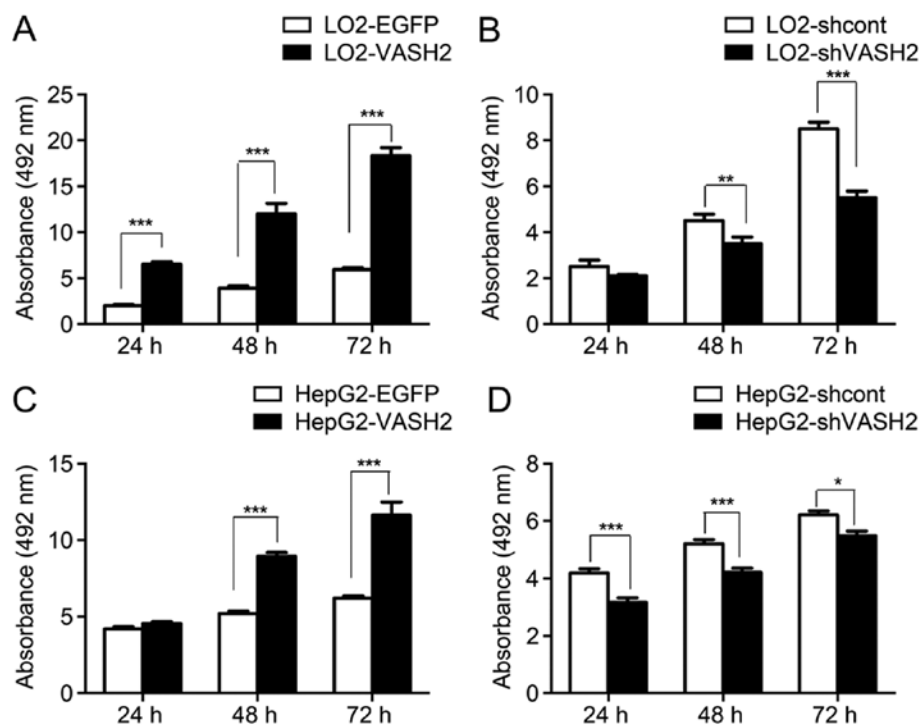 A
LO2-EGFP
LO2-VASH2
Absorbance (492 nm)
25
20
15
10
5
0
***
***
***
24 h 48 h 72 h
B
LO2-shcont
LO2-shVASH2
Absorbance (492 nm)
10
8
6
4
2
0
**
***
24 h 48 h 72 h
C
HepG2-EGFP
HepG2-VASH2
Absorbance (492 nm)
15
10
5
0
***
***
24 h 48 h 72 h
D
HepG2-shcont
HepG2-shVASH2
Absorbance (492 nm)
8
6
4
2
0
***
***
*
24 h 48 h 72 h